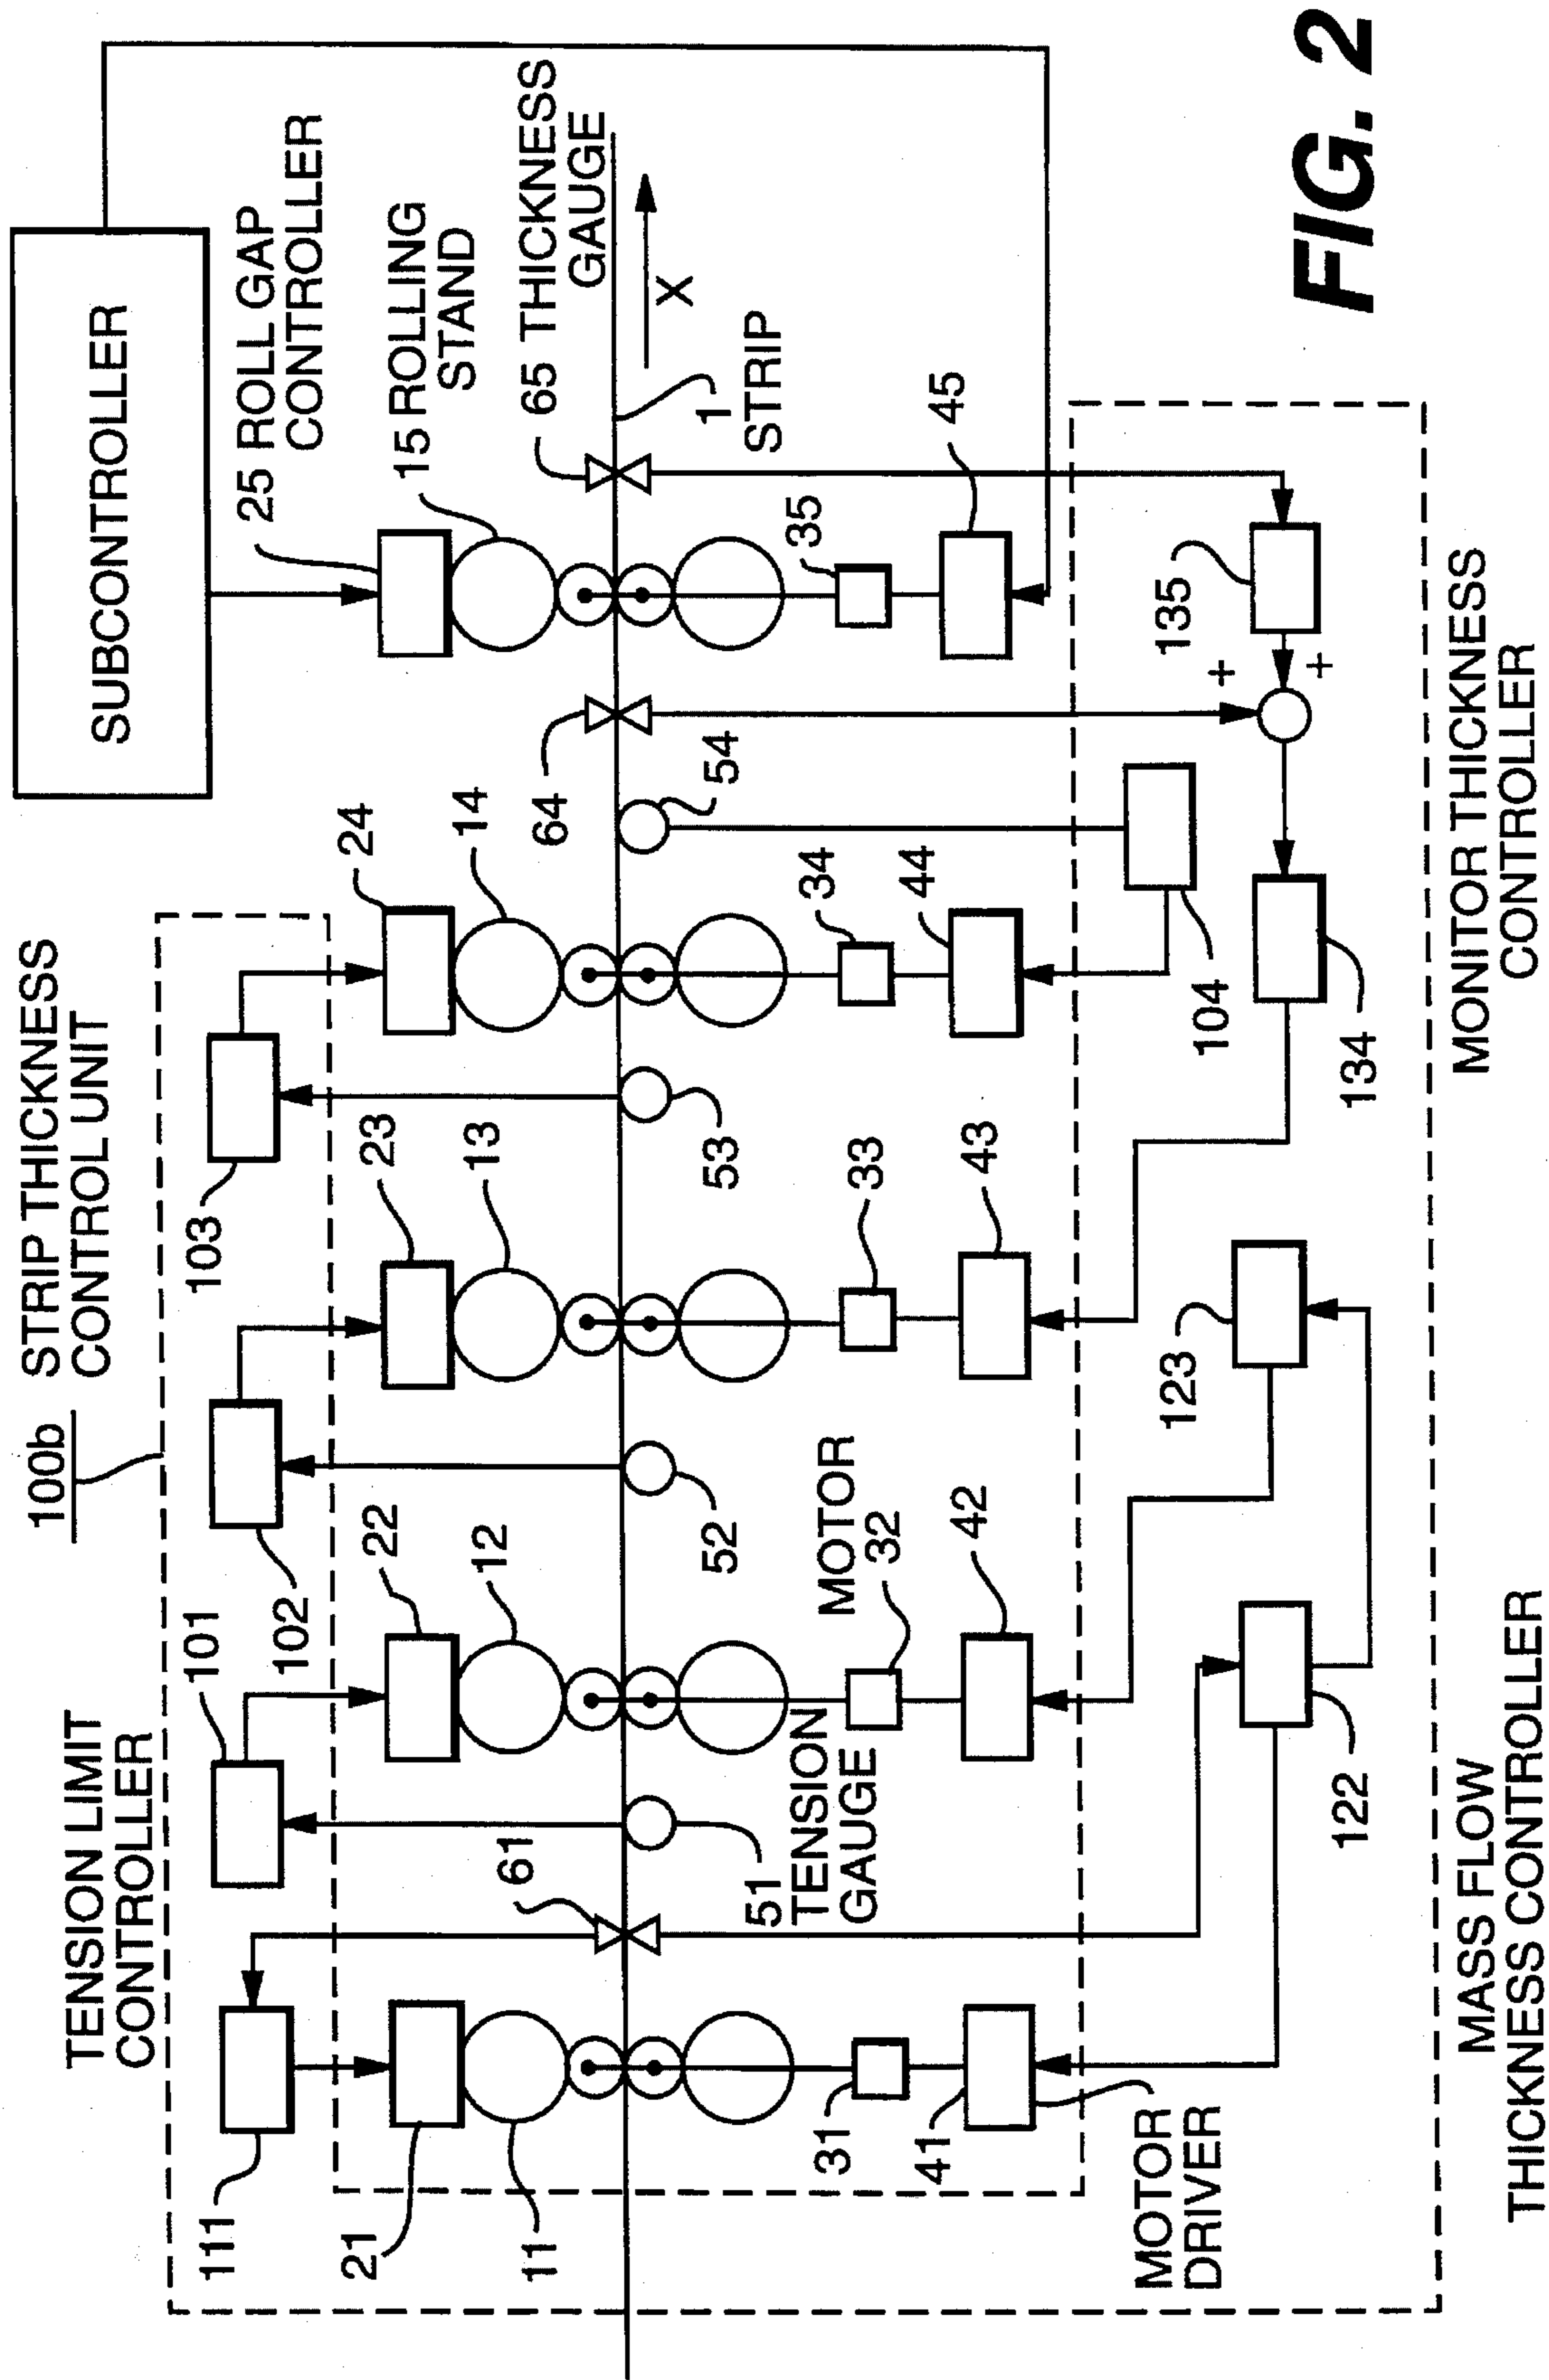 SUBCONTROLLER
100b
STRIP THICKNESS
CONTROL UNIT
TENSION LIMIT
CONTROLLER
111
101
102
103
25 ROLL GAP
CONTROLLER
21
22
23
24
15 ROLLING
STAND
11
12
13
14
61
64
65 THICKNESS
GAUGE
X
1
STRIP
51
TENSION
GAUGE
52
53
54
31
MOTOR
32
33
34
35
41
42
43
44
45
MOTOR
DRIVER
104
123
122
134
135
+
+
MASS FLOW
THICKNESS CONTROLLER
MONITOR THICKNESS
CONTROLLER
FIG. 2